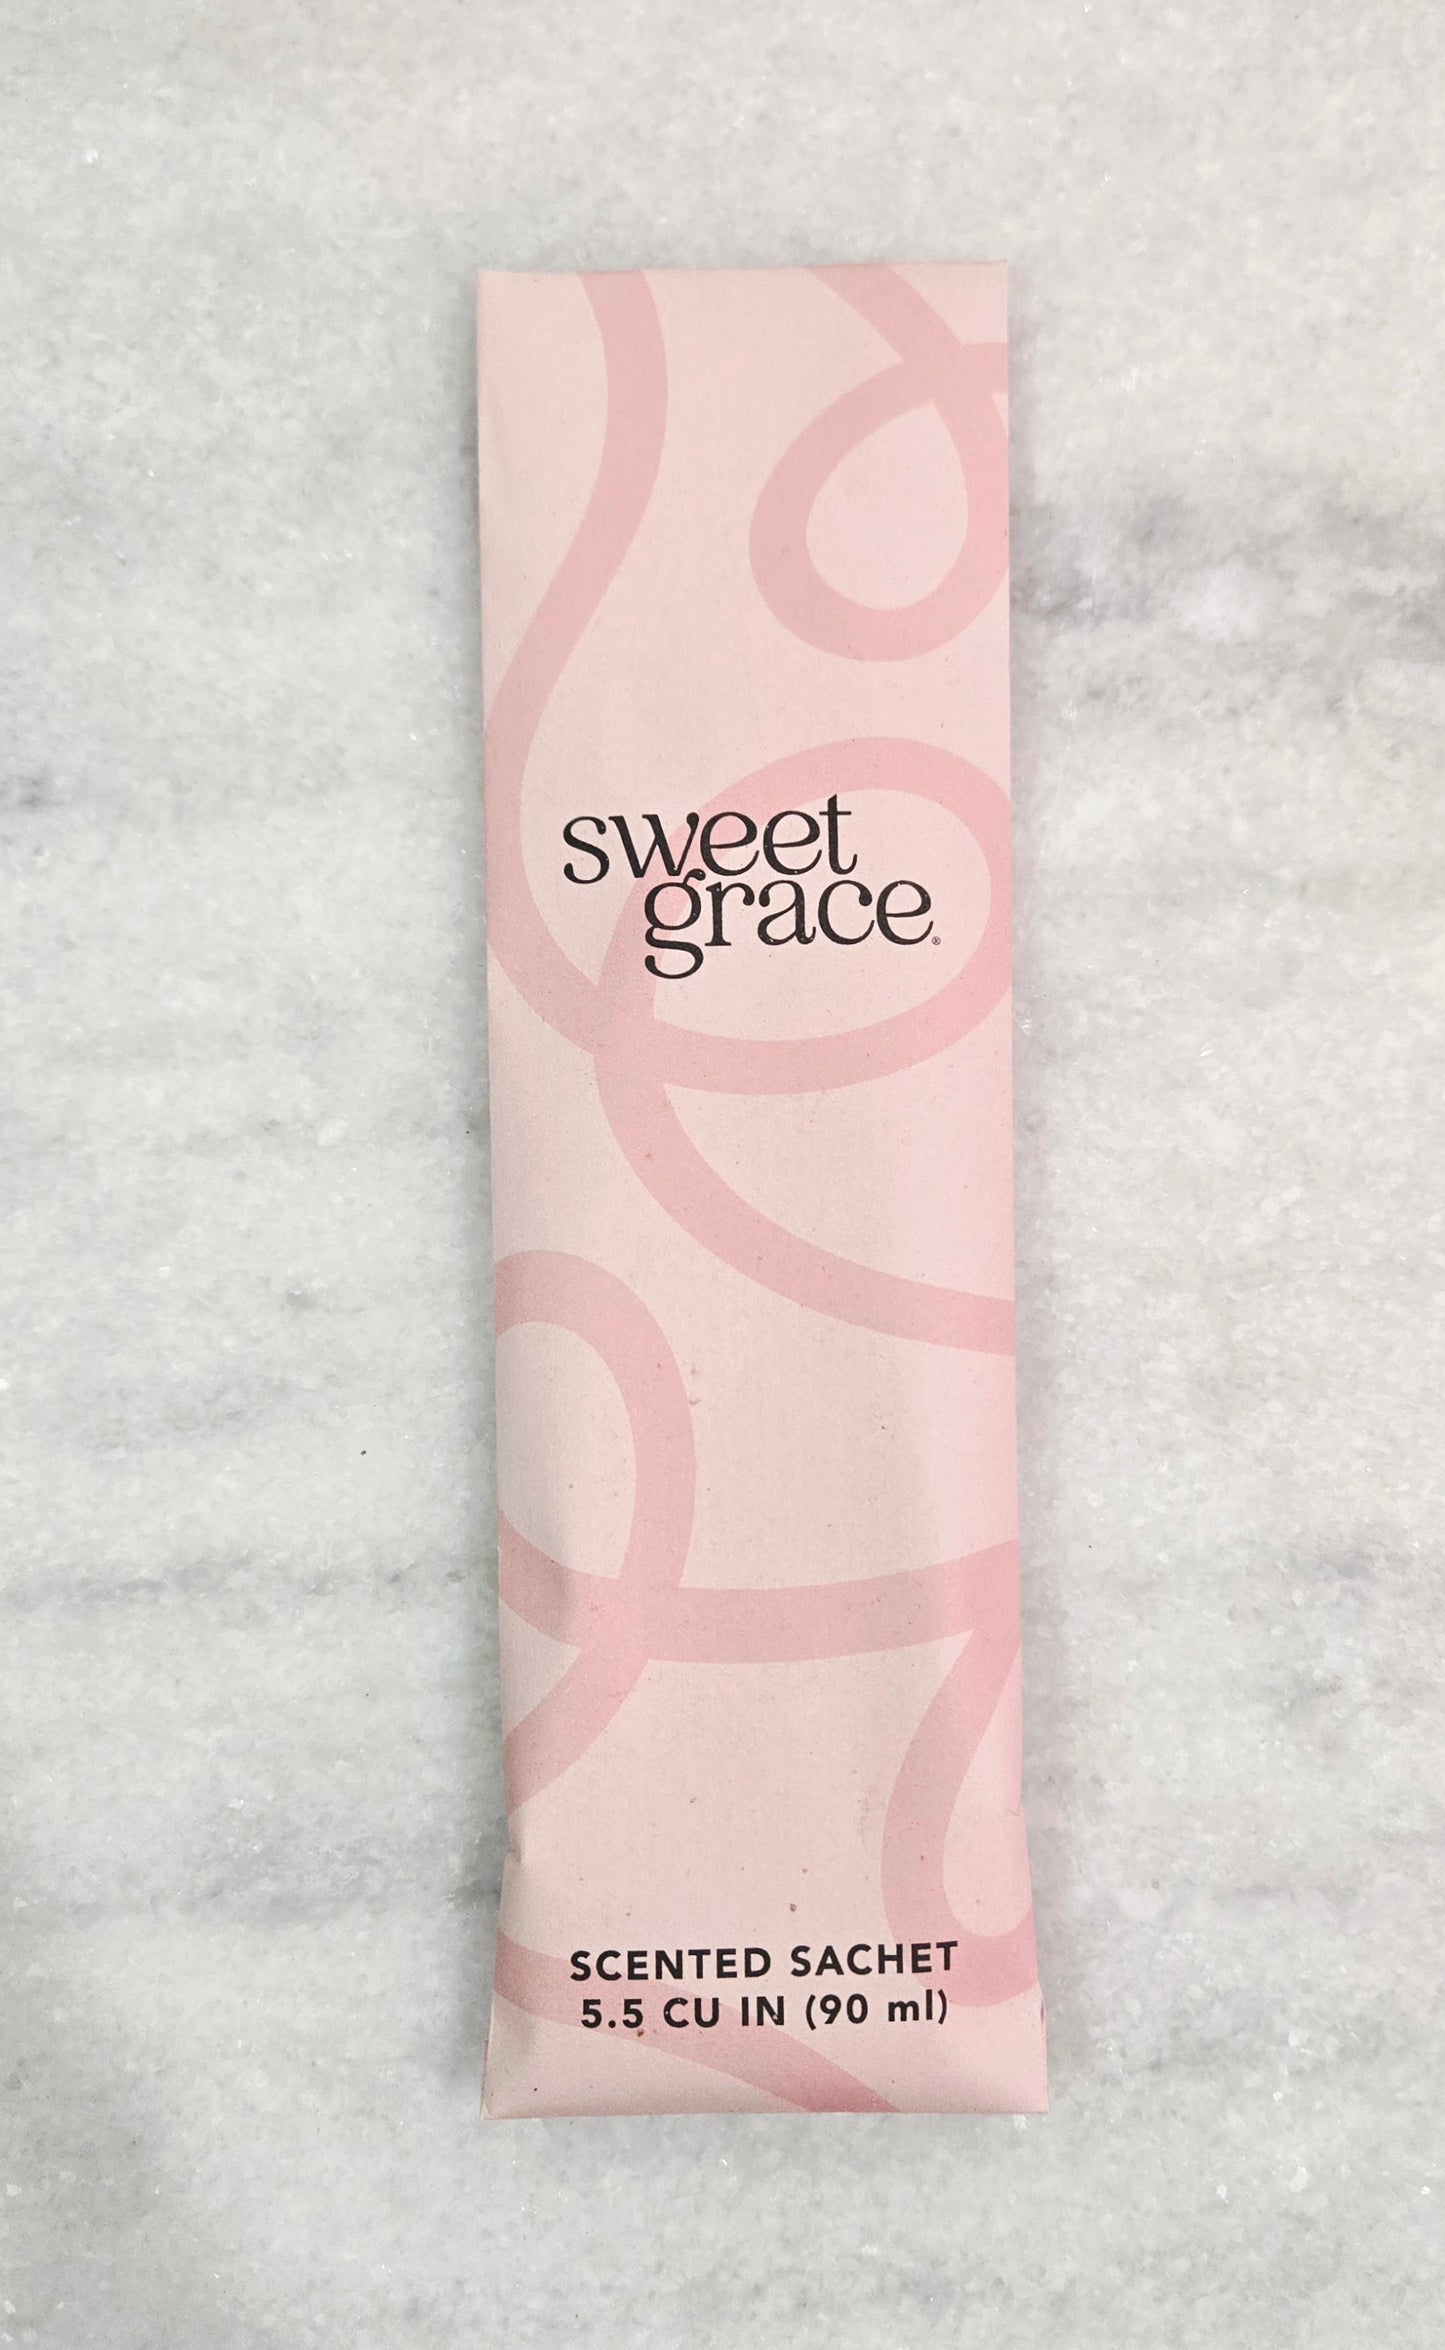 sweet
grace®
SCENTED SACHET
5.5 CU IN (90 ml)